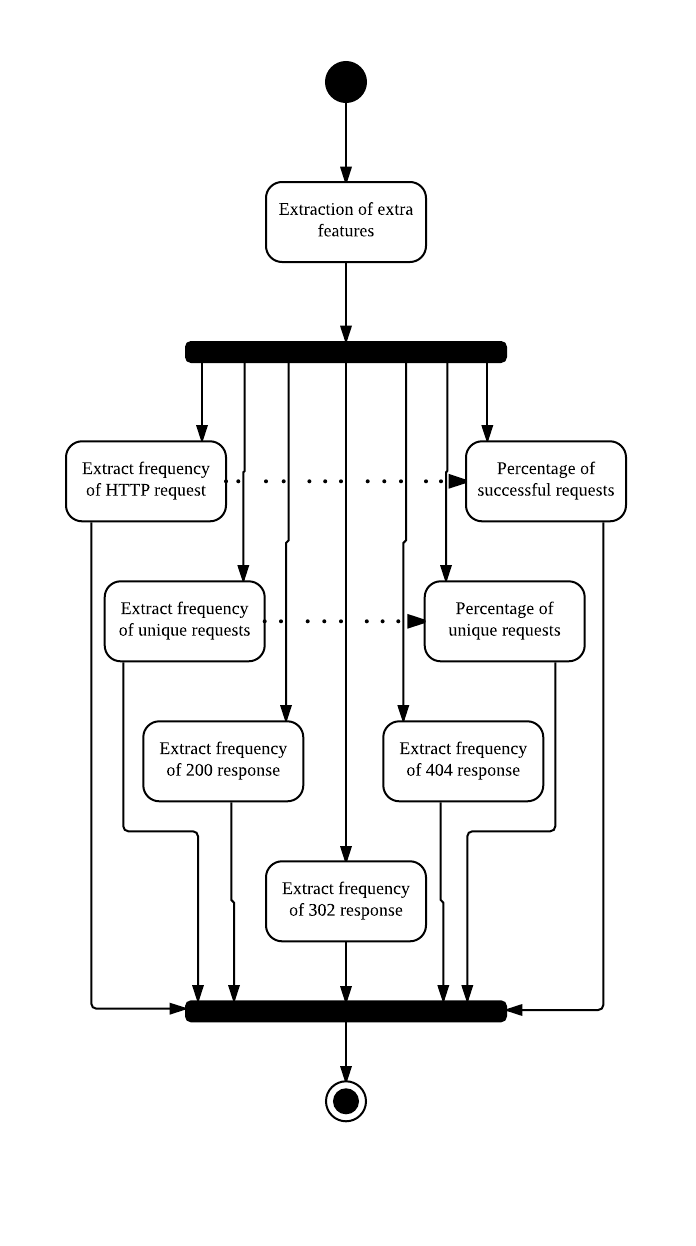 Extraction of extra
features
Extract frequency
of HTTP request
Percentage of
successful requests
Extract frequency
of unique requests
Percentage of
unique requests
Extract frequency
of 200 response
Extract frequency
of 404 response
Extract frequency
of 302 response